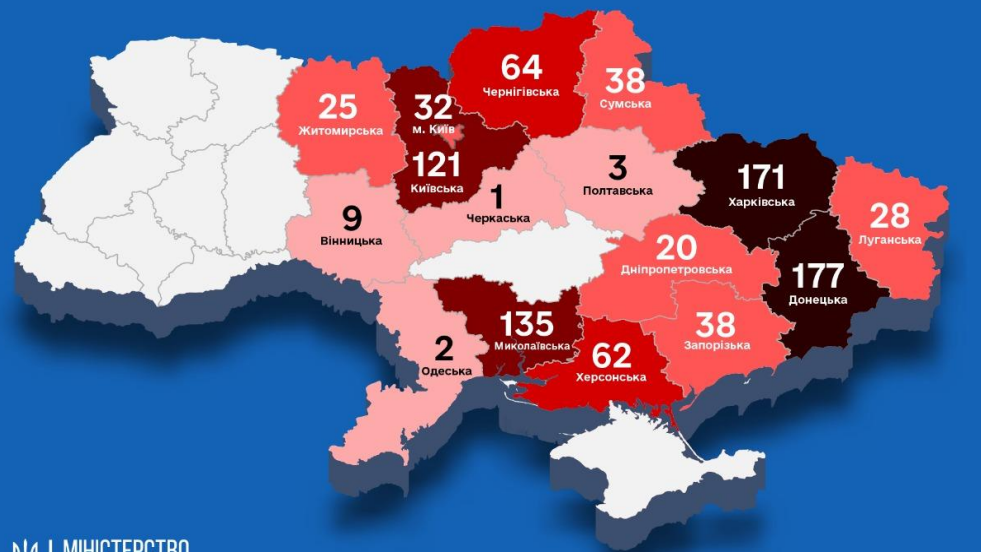 64
Чернігівська
38
Сумська
25
Житомирська
32
м. Київ
121
Київська
3
Полтавська
171
Харківська
1
Черкаська
9
Вінницька
28
Луганська
20
Дніпропетровська
177
Донецька
135
Миколаївська
38
Запорізька
2
Одеська
62
Херсонська
МІНІСТЕРСТВО